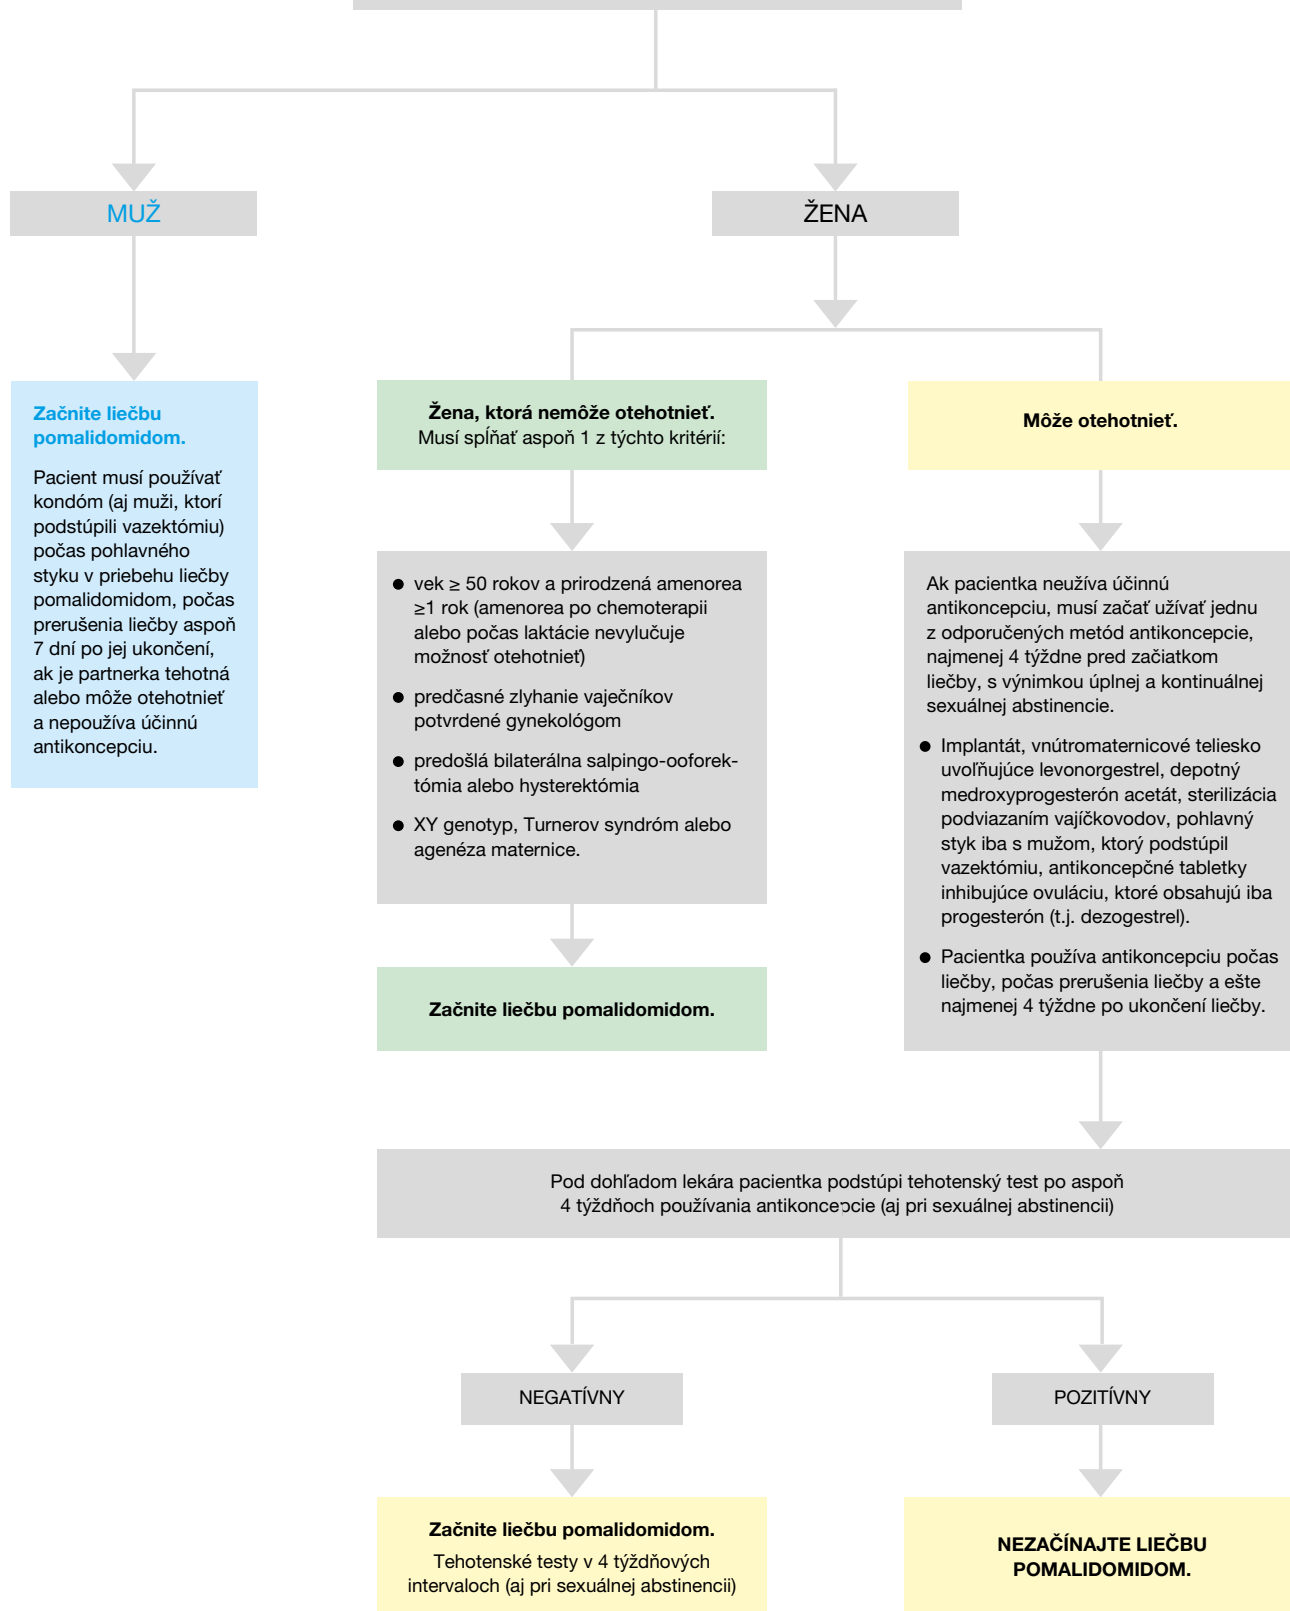 MUŽ
ŽENA
Začnite liečbu
pomalidomidom.
Pacient musí používať
kondóm (aj muži, ktorí
podstúpili vazektómiu)
počas pohlavného
styku v priebehu liečby
pomalidomidom, počas
prerušenia liečby aspoň
7 dní po jej ukončení,
ak je partnerka tehotná
alebo môže otehotnieť
a nepoužíva účinnú
antikoncepciu.
Žena, ktorá nemôže otehotnieť.
Musí spĺňať aspoň 1 z týchto kritérií:
● vek ≥ 50 rokov a prirodzená amenorea
≥1 rok (amenorea po chemoterapii
alebo počas laktácie nevylučuje
možnosť otehotnieť)
● predčasné zlyhanie vaječníkov
potvrdené gynekológom
● predošlá bilaterálna salpingo-ooforek-
tómia alebo hysterektómia
● XY genotyp, Turnerov syndróm alebo
agenéza maternice.
Začnite liečbu pomalidomidom.
Môže otehotnieť.
Ak pacientka neužíva účinnú
antikoncepciu, musí začať užívať jednu
z odporučených metód antikoncepcie,
najmenej 4 týždne pred začiatkom
liečby, s výnimkou úplnej a kontinuálnej
sexuálnej abstinencie.
● Implantát, vnútromaternicové teliesko
uvoľňujúce levonorgestrel, depotný
medroxyprogesterón acetát, sterilizácia
podviazaním vajíčkovodov, pohlavný
styk iba s mužom, ktorý podstúpil
vazektómiu, antikoncepčné tabletky
inhibujúce ovuláciu, ktoré obsahujú iba
progesterón (t.j. dezogestrel).
● Pacientka používa antikoncepciu počas
liečby, počas prerušenia liečby a ešte
najmenej 4 týždne po ukončení liečby.
Pod dohľadom lekára pacientka podstúpi tehotenský test po aspoň
4 týždňoch používania antikoncepcie (aj pri sexuálnej abstinencii)
NEGATÍVNY
POZITÍVNY
Začnite liečbu pomalidomidom.
Tehotenské testy v 4 týždňových
intervaloch (aj pri sexuálnej abstinencii)
NEZAČÍNAJTE LIEČBU
POMALIDOMIDOM.